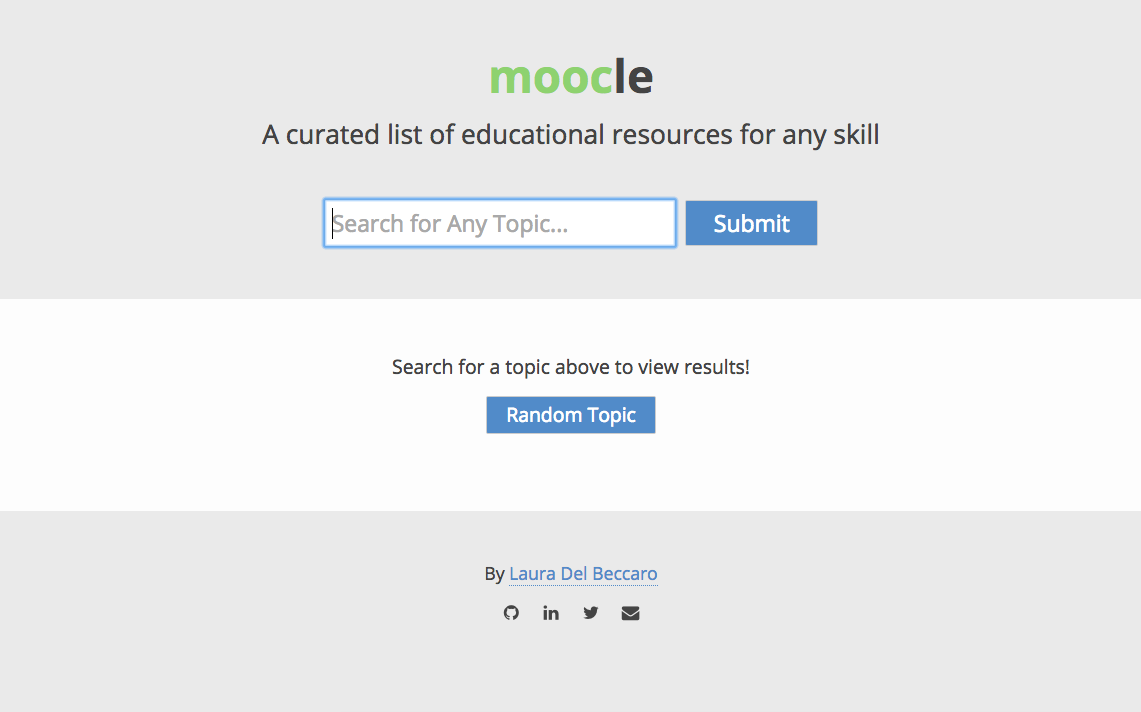 moocle
A curated list of educational resources for any skill
Search for Any Topic...
Submit
Search for a topic above to view results!
Random Topic
By Laura Del Beccaro
in